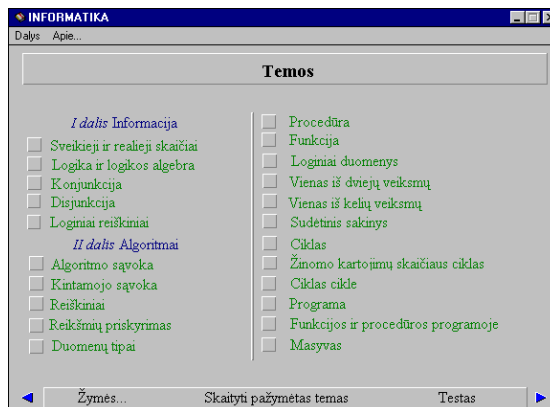 INFORMATIKA
Dalys Apie...
Temos
I dalis Informacija
Sveikieji ir realieji skaičiai
Logika ir logikos algebra
Konjunkcija
Disjunkcija
Loginiai reiškiniai
II dalis Algoritmai
Algoritmo sąvoka
Kintamojo sąvoka
Reiškiniai
Reikšmių priskyrimas
Duomenų tipai
Procedūra
Funkcija
Loginiai duomenys
Vienas iš dviejų veiksmų
Vienas iš kelių veiksmų
Sudėtinis sakinys
Ciklas
Žinomo kartojimų skaičiaus ciklas
Ciklas cikle
Programa
Funkcijos ir procedūros programoje
Masyvas
Žymės... Skaityti pažymėtas temas Testas